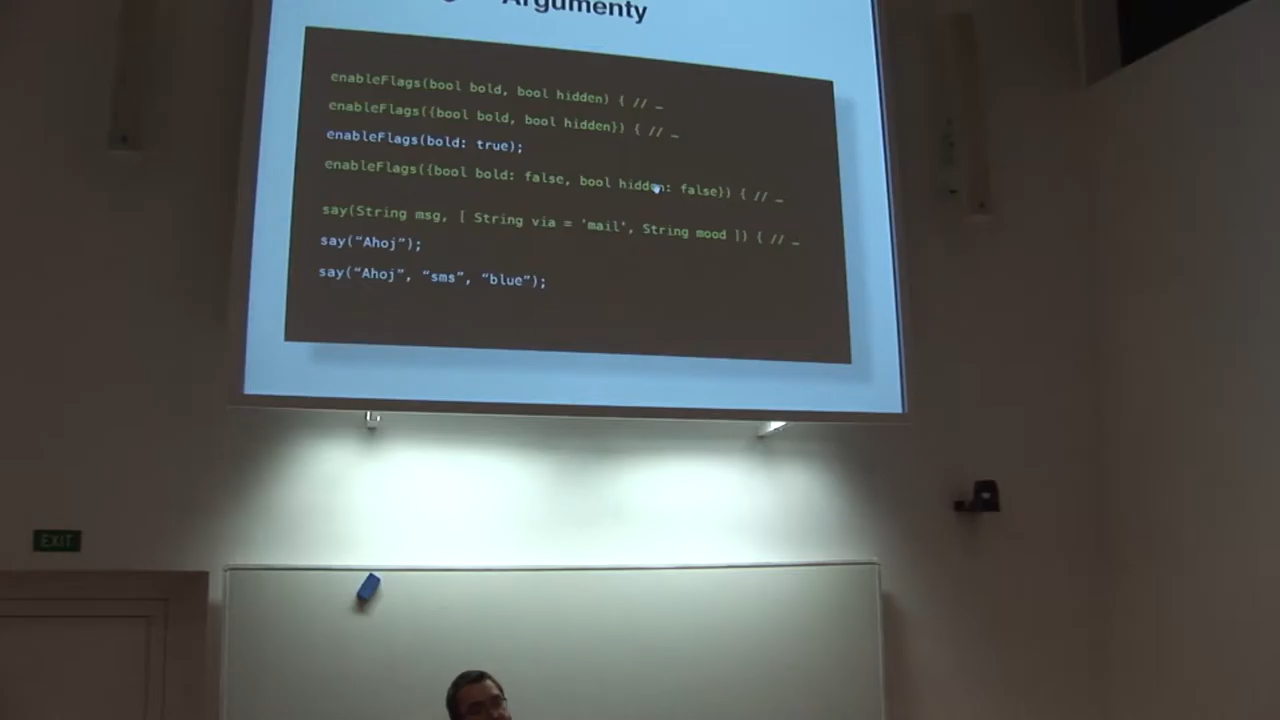 Argumenty
enableFlags(bool bold, bool hidden) { // …
enableFlags({bool bold, bool hidden}) { // …
enableFlags(bold: true);
enableFlags({bool bold: false, bool hidden: false}) { // …
say(String msg, [ String via = 'mail', String mood ]) { // …
say(“Ahoj”);
say(“Ahoj”, “sms”, “blue”);
EXIT